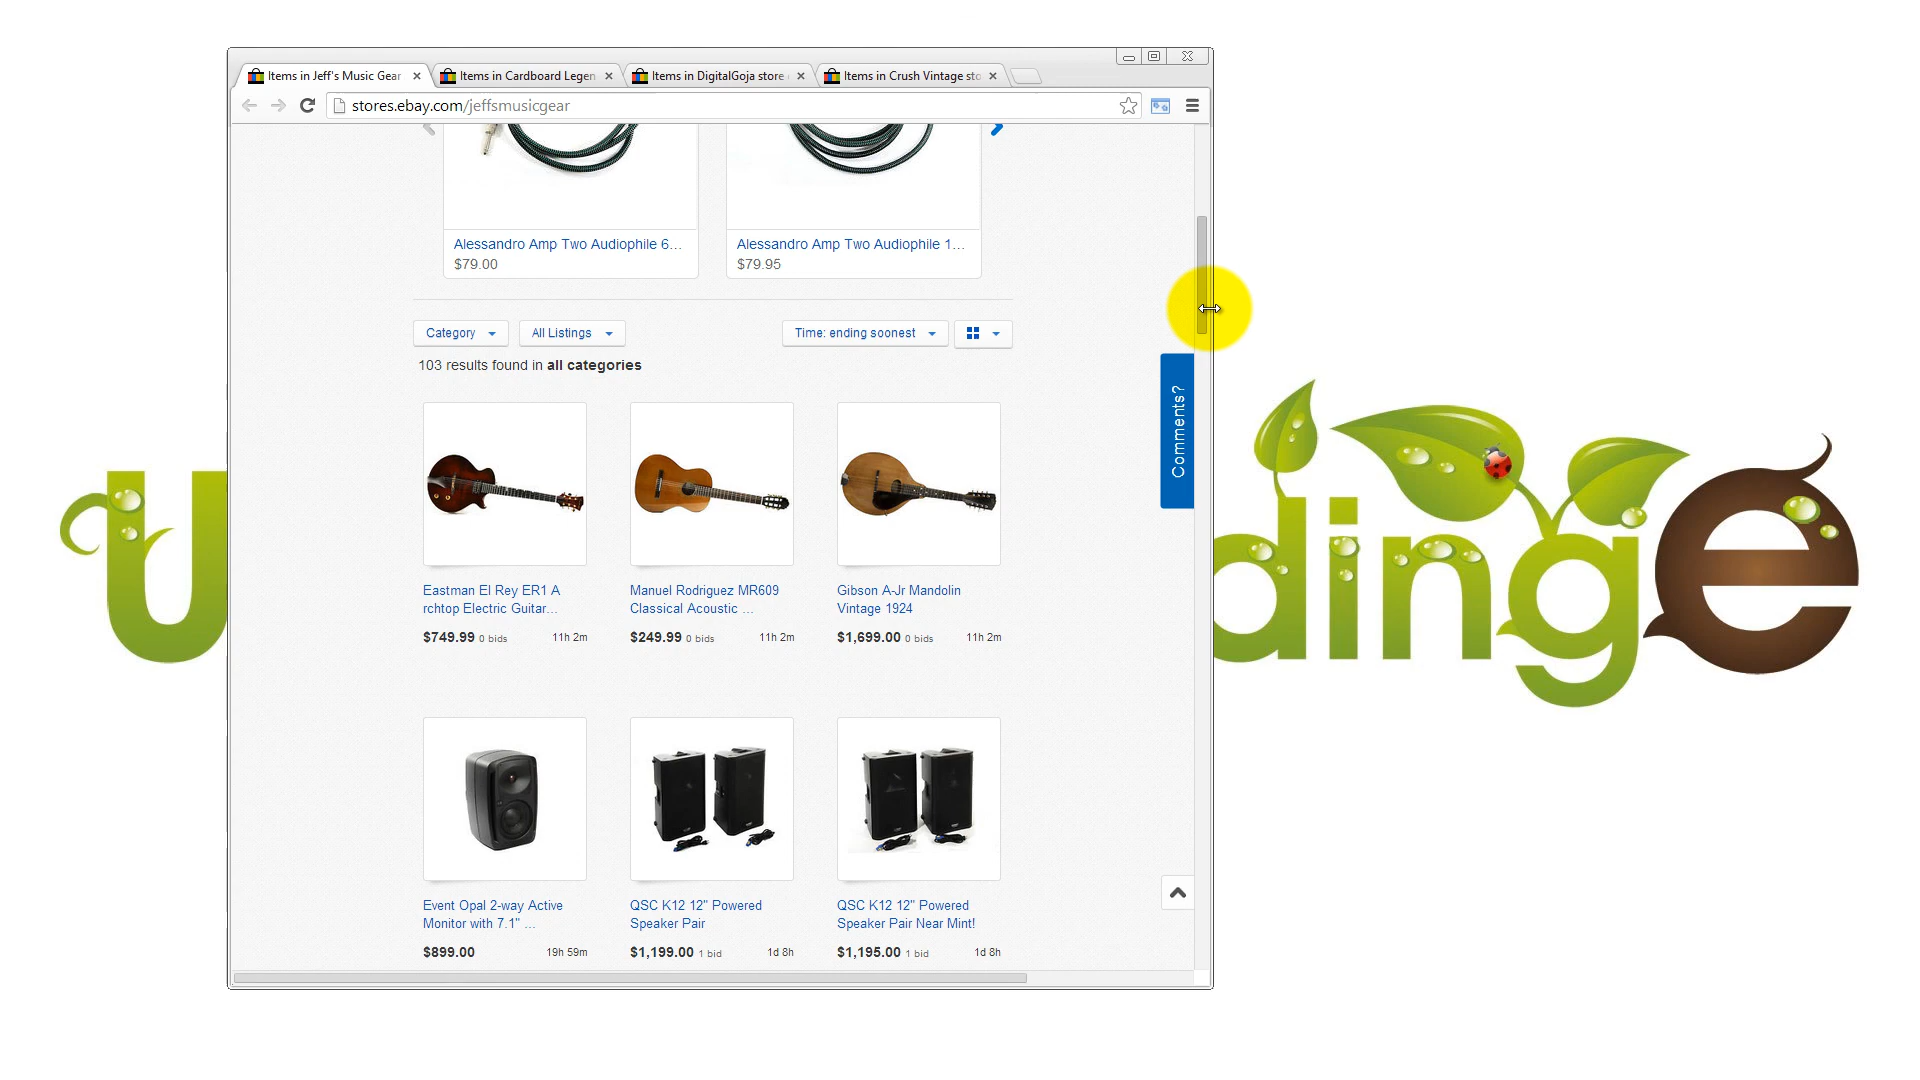 Items in Jeff's Music Gear
Items in Cardboard Legen
Items in DigitalGoja store
Items in Crush Vintage sto
stores.ebay.com/jeffsmusicgear
Alessandro Amp Two Audiophile 6...
$79.00
Alessandro Amp Two Audiophile 1...
$79.95
Category
All Listings
Time: ending soonest
103 results found in all categories
Comments?
Eastman El Rey ER1 A
rchtop Electric Guitar...
$749.99 0 bids 11h 2m
Manuel Rodriguez MR609
Classical Acoustic ...
$249.99 0 bids 11h 2m
Gibson A-Jr Mandolin
Vintage 1924
$1,699.00 0 bids 11h 2m
Event Opal 2-way Active
Monitor with 7.1" ...
$899.00 19h 59m
QSC K12 12" Powered
Speaker Pair
$1,199.00 1 bid 1d 8h
QSC K12 12" Powered
Speaker Pair Near Mint!
$1,195.00 1 bid 1d 8h
u
dinge